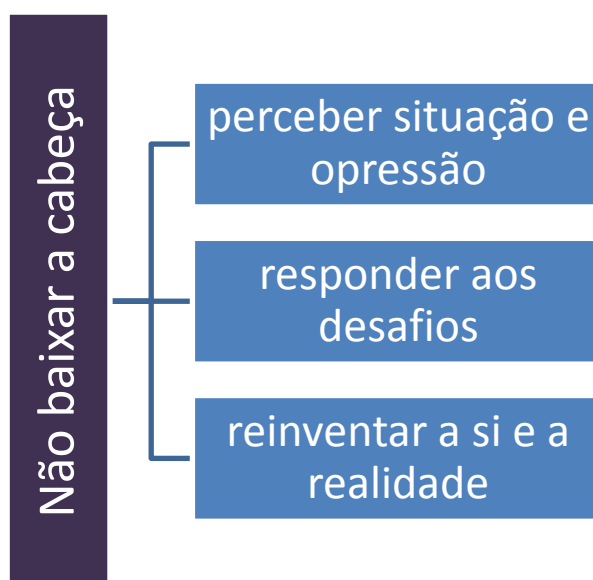 Não baixar a cabeça
perceber situação e
opressão
responder aos
desafios
reinventar a si e a
realidade